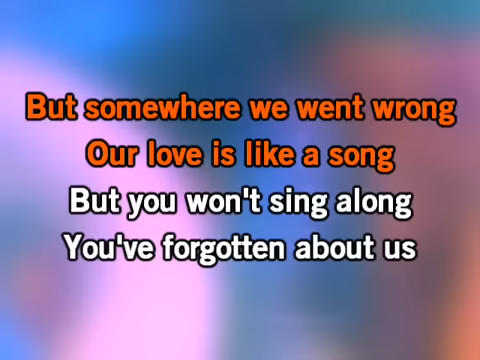 But somewhere we went wrong
Our love is like a song
But you won't sing along
You've forgotten about us